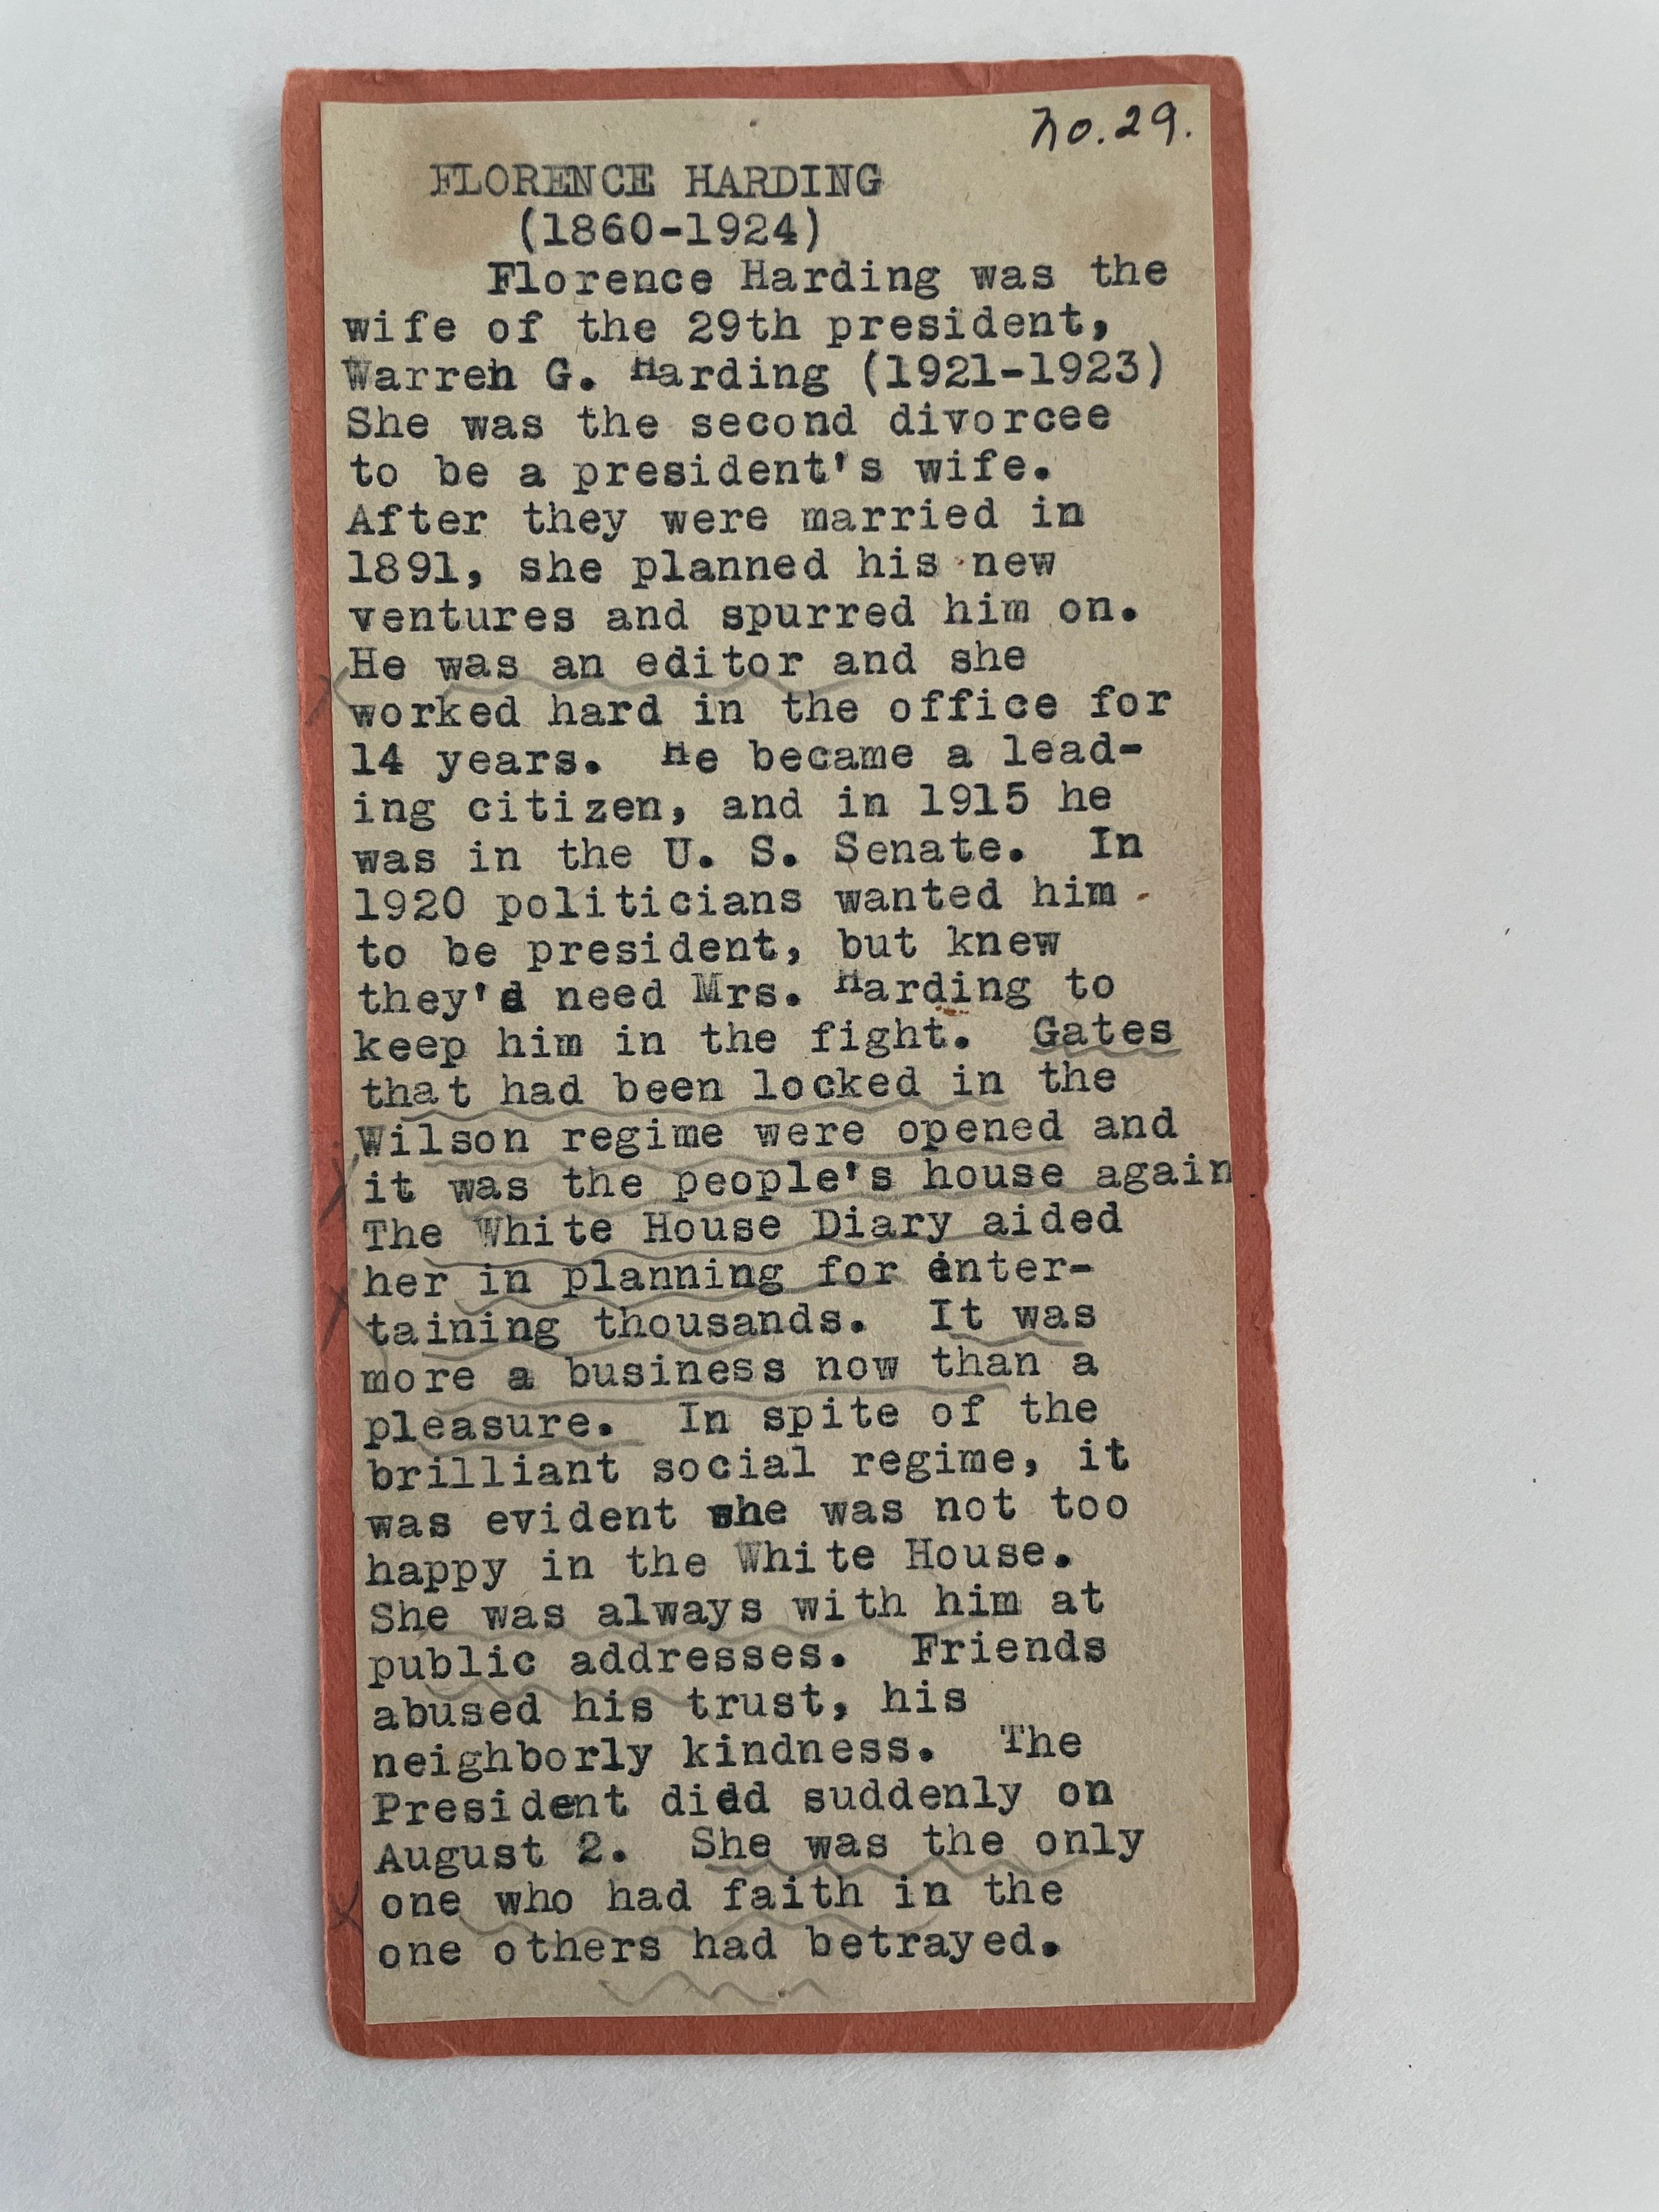 no. 29.
FLORENCE HARDING
(1860-1924)
Florence Harding was the
wife of the 29th president,
Warren G. Harding (1921-1923)
She was the second divorcee
to be a president's wife.
After they were married in
1891, she planned his new
ventures and spurred him on.
He was an editor and she
worked hard in the office for
14 years. He became a lead-
ing citizen, and in 1915 he
was in the U. S. Senate. In
1920 politicians wanted him
to be president, but knew
they'd need Mrs. Harding to
keep him in the fight. Gates
that had been locked in the
Wilson regime were opened and
it was the people's house again
The White House Diary aided
her in planning for enter-
taining thousands. It was
more a business now than a
pleasure. In spite of the
brilliant social regime, it
was evident she was not too
happy in the White House.
She was always with him at
public addresses. Friends
abused his trust, his
neighborly kindness. The
President died suddenly on
August 2. She was the only
one who had faith in the
one others had betrayed.